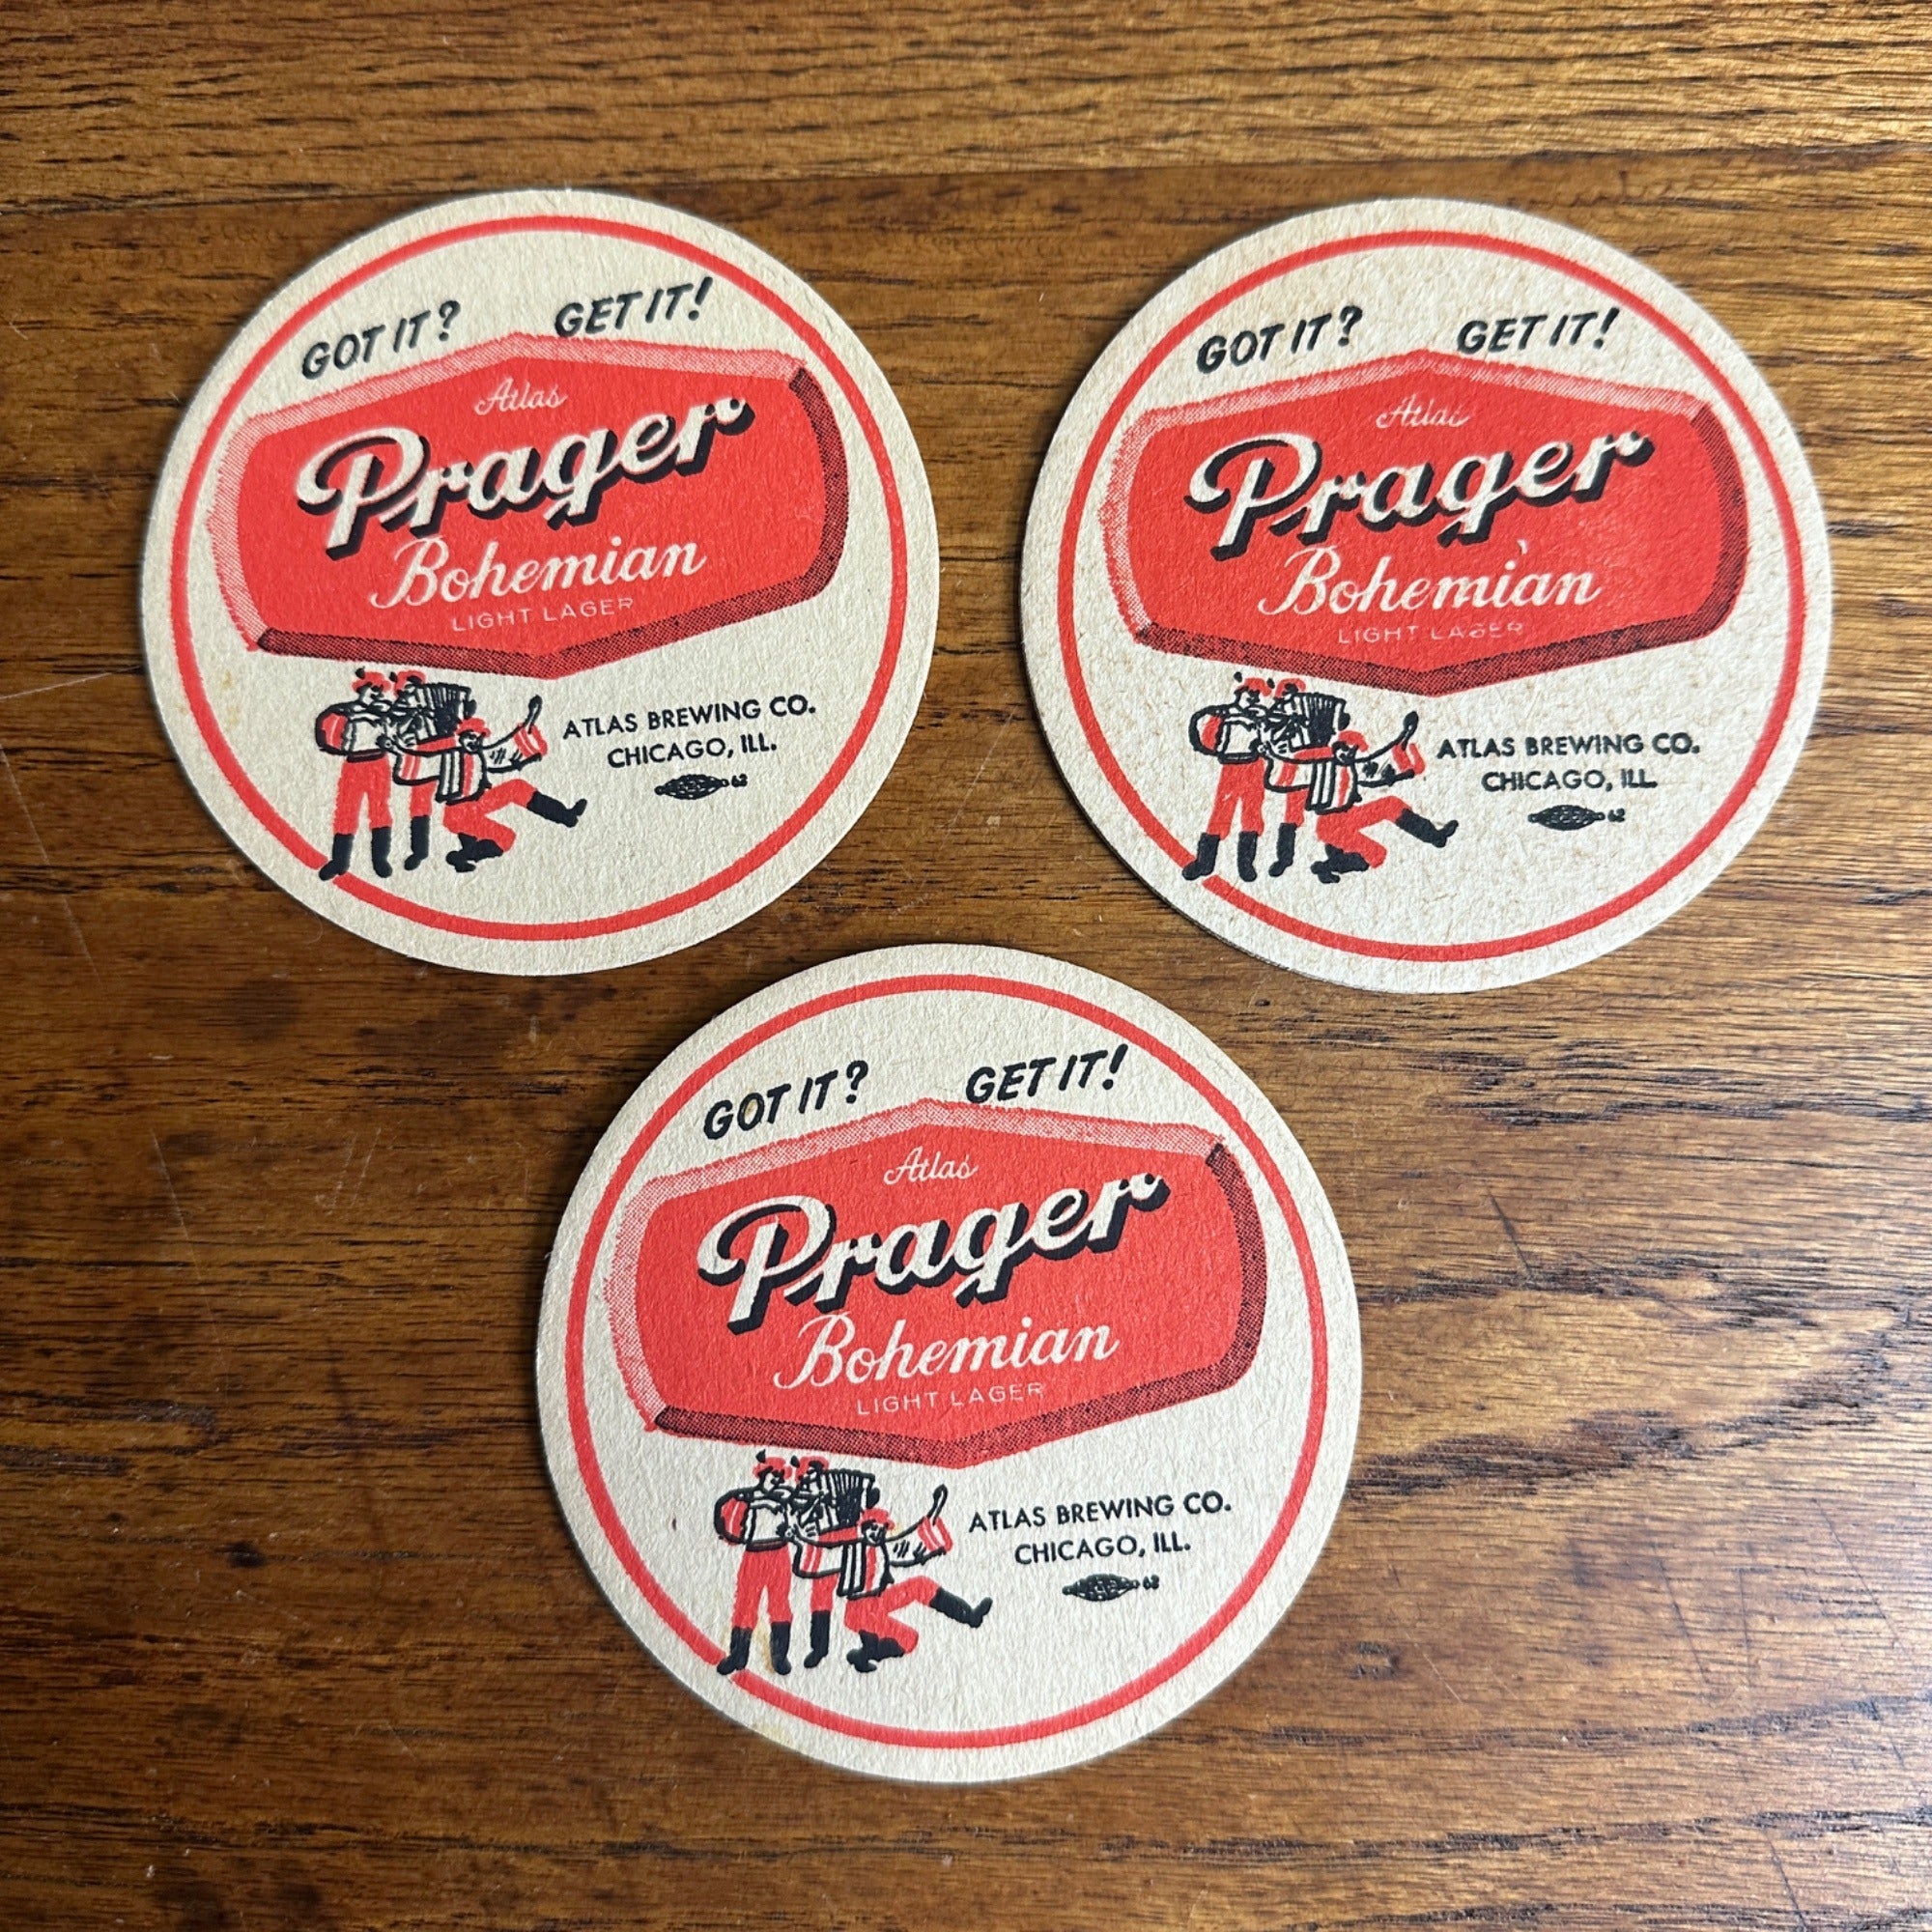 GOT IT? GET IT!
Atlas
Prager
Bohemian
LIGHT LAGER
ATLAS BREWING CO.
CHICAGO, ILL.
GOT IT? GET IT!
Atlas
Prager
Bohemian
LIGHT LAGER
ATLAS BREWING CO.
CHICAGO, ILL.
GOT IT? GET IT!
Atlas
Prager
Bohemian
LIGHT LAGER
ATLAS BREWING CO.
CHICAGO, ILL.